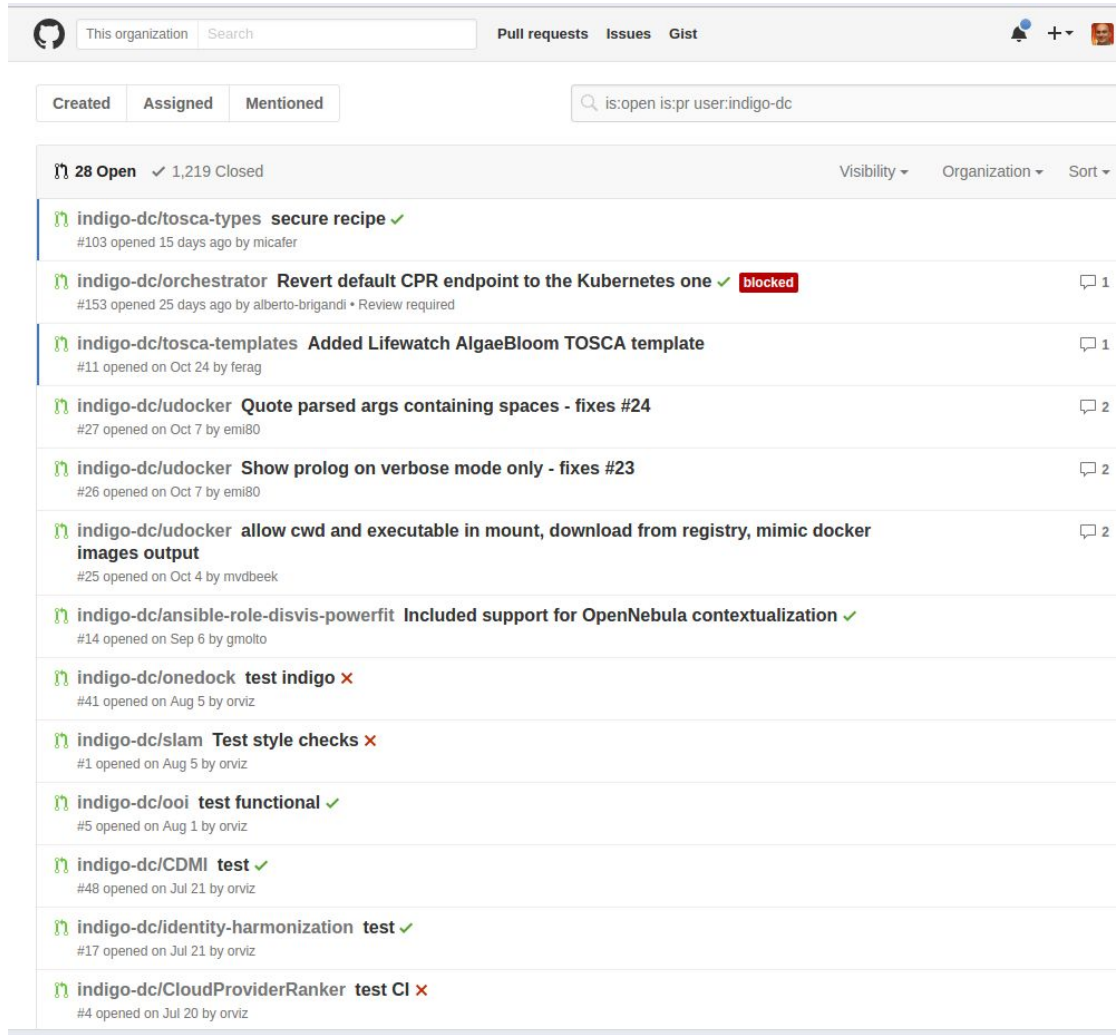 This organization Search Pull requests Issues Gist
Created Assigned Mentioned is:open is:pr user:indigo-dc
28 Open 1,219 Closed Visibility Organization Sort
indigo-dc/tosca-types secure recipe
#103 opened 15 days ago by micafer
indigo-dc/orchestrator Revert default CPR endpoint to the Kubernetes one blocked 1
#153 opened 25 days ago by alberto-brigandi • Review required
indigo-dc/tosca-templates Added Lifewatch AlgaeBloom TOSCA template 1
#11 opened on Oct 24 by ferag
indigo-dc/udocker Quote parsed args containing spaces - fixes #24 2
#27 opened on Oct 7 by emi80
indigo-dc/udocker Show prolog on verbose mode only - fixes #23 2
#26 opened on Oct 7 by emi80
indigo-dc/udocker allow cwd and executable in mount, download from registry, mimic docker 2
images output
#25 opened on Oct 4 by mvdbeek
indigo-dc/ansible-role-disvis-powerfit Included support for OpenNebula contextualization
#14 opened on Sep 6 by gmolto
indigo-dc/onedock test indigo
#41 opened on Aug 5 by orviz
indigo-dc/slam Test style checks
#1 opened on Aug 5 by orviz
indigo-dc/ooi test functional
#5 opened on Aug 1 by orviz
indigo-dc/CDMI test
#48 opened on Jul 21 by orviz
indigo-dc/identity-harmonization test
#17 opened on Jul 21 by orviz
indigo-dc/CloudProviderRanker test CI
#4 opened on Jul 20 by orviz